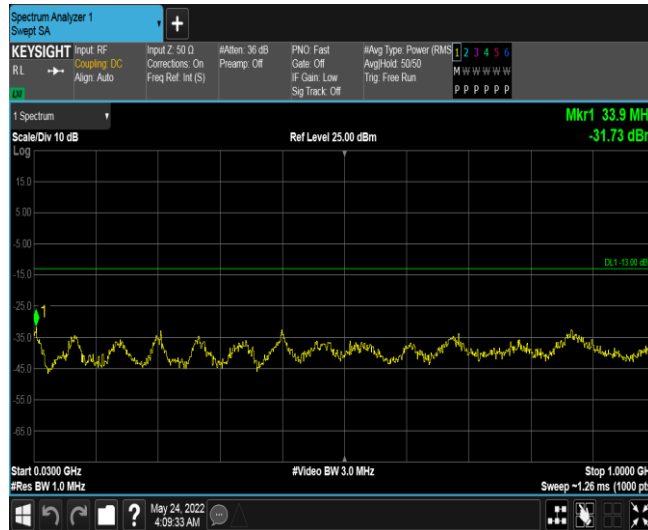 Spectrum Analyzer 1
Swept SA
+
KEYSIGHT
RL
LXI
Input: RF
Coupling: DC
Align: Auto
Input Z: 50 Ω
Corrections: On
Freq Ref: Int (S)
#Atten: 36 dB
Preamp: Off
PNO: Fast
Gate: Off
IF Gain: Low
Sig Track: Off
#Avg Type: Power (RMS
Avg|Hold: 50/50
Trig: Free Run
1 2 3 4 5 6
M W W W W W
P P P P P P
1 Spectrum
Mkr1 33.9 MH
Scale/Div 10 dB
Ref Level 25.00 dBm
-31.73 dBr
Log
15.0
5.00
-5.00
DL1 -13.00 dB
-15.0
-25.0
1
-35.0
-45.0
-55.0
-65.0
Start 0.0300 GHz
#Video BW 3.0 MHz
Stop 1.0000 GH
#Res BW 1.0 MHz
Sweep ~1.26 ms (1000 pt
?
May 24, 2022
4:09:33 AM